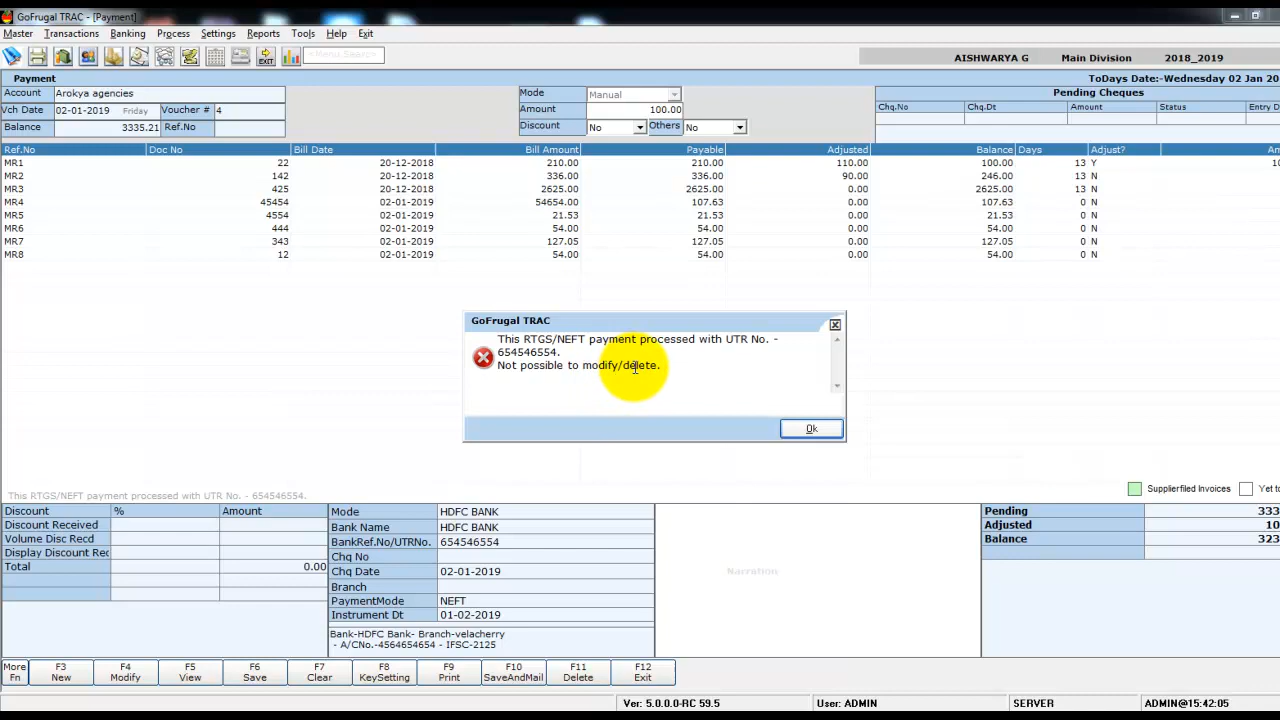 GoFrugal TRAC - [Payment]
Master Transactions Banking Process Settings Reports Tools Help Exit
<Menu Search>
AISHWARYA G Main Division 2018_2019
Payment ToDays Date:-Wednesday 02 Jan 20
Account Arokya agencies Mode Manual Pending Cheques
Vch Date 02-01-2019 Friday Voucher # 4 Amount 100.00 Chq.No Chq.Dt Amount Status Entry D
Balance 3335.21 Ref.No Discount No Others No
Ref.No Doc No Bill Date Bill Amount Payable Adjusted Balance Days Adjust? Am
MR1 22 20-12-2018 210.00 210.00 110.00 100.00 13 Y 10
MR2 142 20-12-2018 336.00 336.00 90.00 246.00 13 N
MR3 425 20-12-2018 2625.00 2625.00 0.00 2625.00 13 N
MR4 45454 02-01-2019 54654.00 107.63 0.00 107.63 0 N
MR5 4554 02-01-2019 21.53 21.53 0.00 21.53 0 N
MR6 444 02-01-2019 54.00 54.00 0.00 54.00 0 N
MR7 343 02-01-2019 127.05 127.05 0.00 127.05 0 N
MR8 12 02-01-2019 54.00 54.00 0.00 54.00 0 N
GoFrugal TRAC
This RTGS/NEFT payment processed with UTR No. -
654546554.
Not possible to modify/delete.
Ok
This RTGS/NEFT payment processed with UTR No. - 654546554.
Supplierfiled Invoices Yet to
Discount % Amount
Discount Received
Volume Disc Recd
Display Discount Rec
Total 0.00
Mode HDFC BANK
Bank Name HDFC BANK
BankRef.No/UTRNo. 654546554
Chq No
Chq Date 02-01-2019
Branch
PaymentMode NEFT
Instrument Dt 01-02-2019
Bank-HDFC Bank- Branch-velacherry
- A/CNo.-4564654654 - IFSC-2125
Narration
Pending 333
Adjusted 10
Balance 323
More Fn F3 New F4 Modify F5 View F6 Save F7 Clear F8 KeySetting F9 Print F10 SaveAndMail F11 Delete F12 Exit
Ver: 5.0.0.0-RC 59.5 User: ADMIN SERVER ADMIN@15:42:05